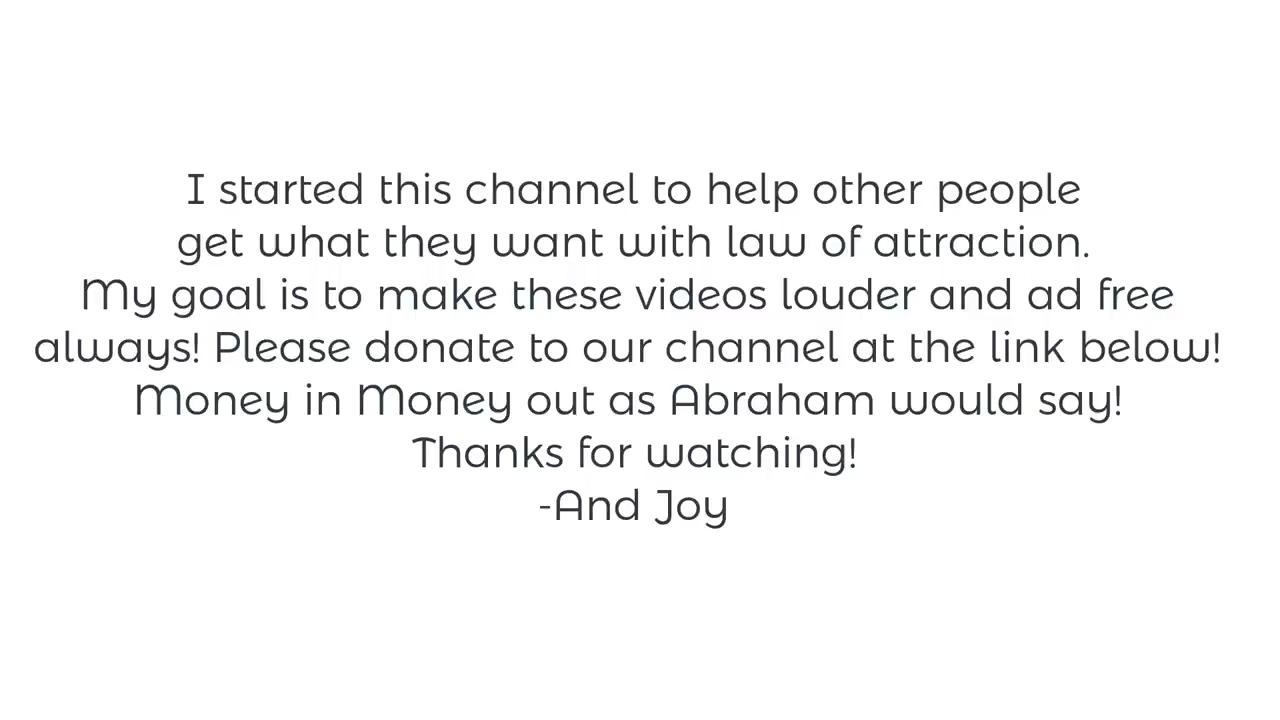 I started this channel to help other people
get what they want with law of attraction.
My goal is to make these videos louder and ad free
always! Please donate to our channel at the link below!
Money in Money out as Abraham would say!
Thanks for watching!
-And Joy